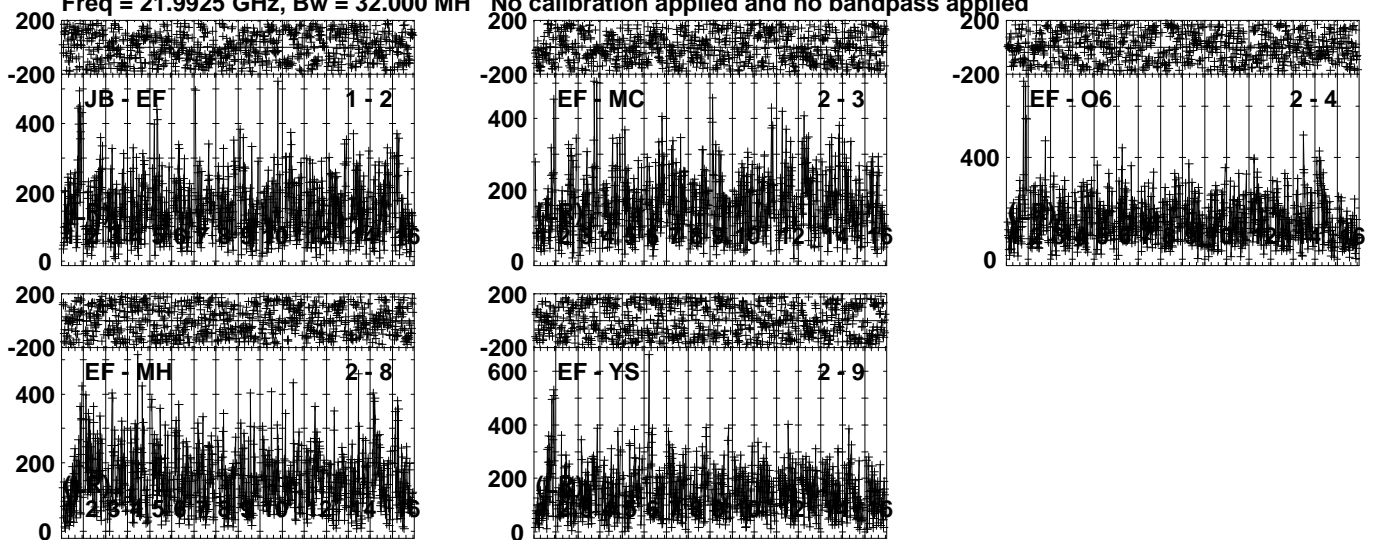 Freq = 21.9925 GHz, Bw = 32.000 MH No calibration applied and no bandpass applied
200 200 200
-200 -200 -200
JB - EF 1 - 2 EF - MC 2 - 3 EF - O6 2 - 4
400 400 400
200 200
0 0 0
200 200
-200 -200
EF - MH 2 - 8 EF - YS 2 - 9
600
400 400
200 200
0 0